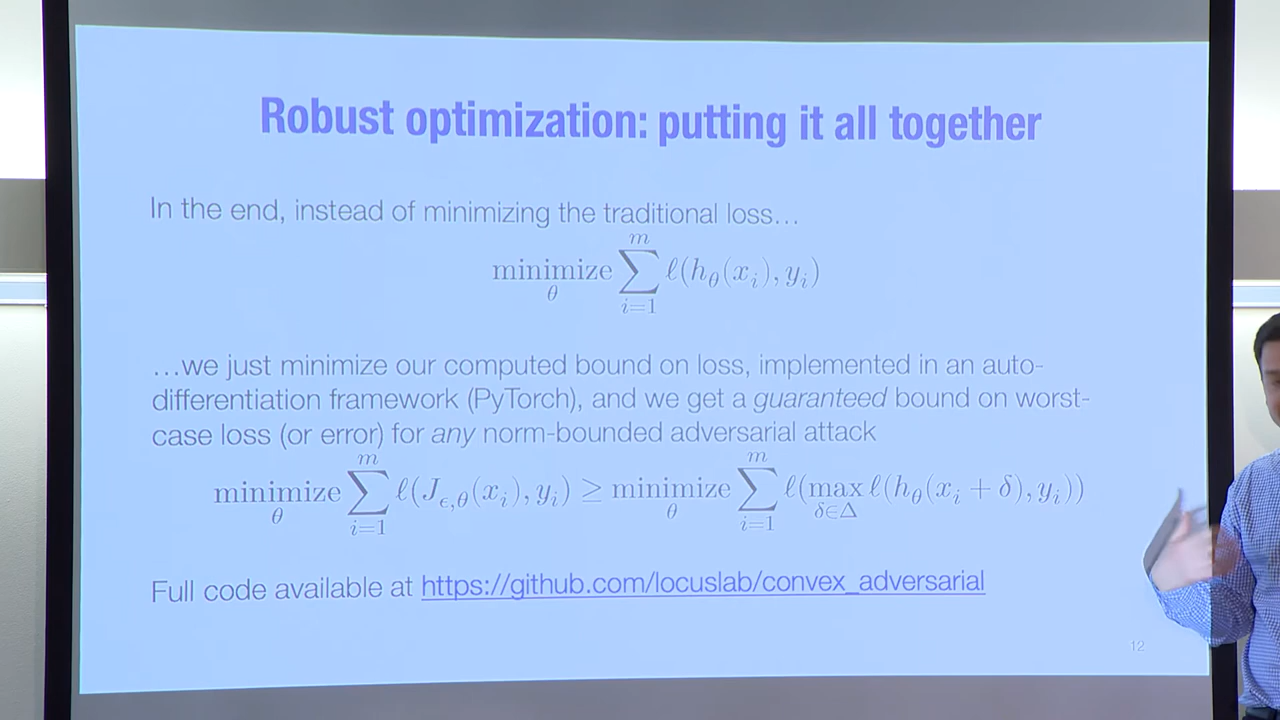 Robust optimization: putting it all together
In the end, instead of minimizing the traditional loss…
minimize_θ ∑_{i=1}^{m} ℓ(h_θ(x_i), y_i)
…we just minimize our computed bound on loss, implemented in an auto-
differentiation framework (PyTorch), and we get a guaranteed bound on worst-
case loss (or error) for any norm-bounded adversarial attack
minimize_θ ∑_{i=1}^{m} ℓ(J_{ϵ,θ}(x_i), y_i) ≥ minimize_θ ∑_{i=1}^{m} ℓ(max_{δ∈Δ} ℓ(h_θ(x_i + δ), y_i))
Full code available at https://github.com/locuslab/convex_adversarial
12